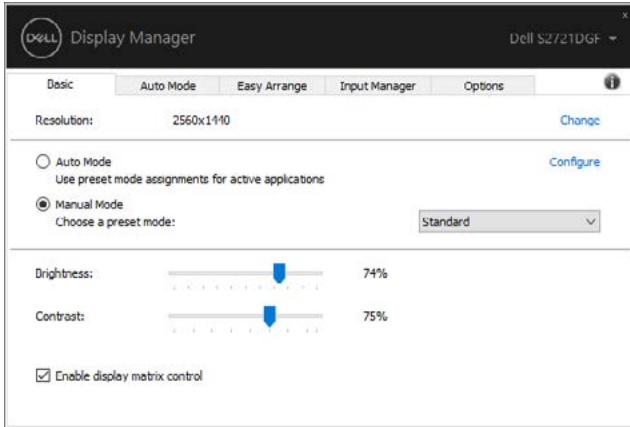 DELL Display Manager
Dell S2721DGF
Basic Auto Mode Easy Arrange Input Manager Options
Resolution: 2560x1440 Change
Auto Mode Configure
Use preset mode assignments for active applications
Manual Mode
Choose a preset mode: Standard
Brightness: 74%
Contrast: 75%
Enable display matrix control